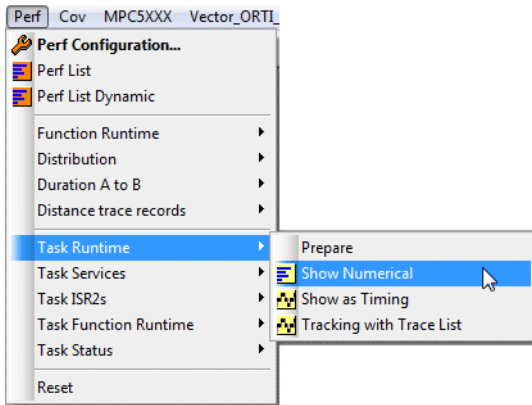 Perf Cov MPC5XXX Vector_ORTI_
Perf Configuration...
Perf List
Perf List Dynamic
Function Runtime
Distribution
Duration A to B
Distance trace records
Task Runtime
Prepare
Task Services
Show Numerical
Task ISR2s
Show as Timing
Task Function Runtime
Tracking with Trace List
Task Status
Reset